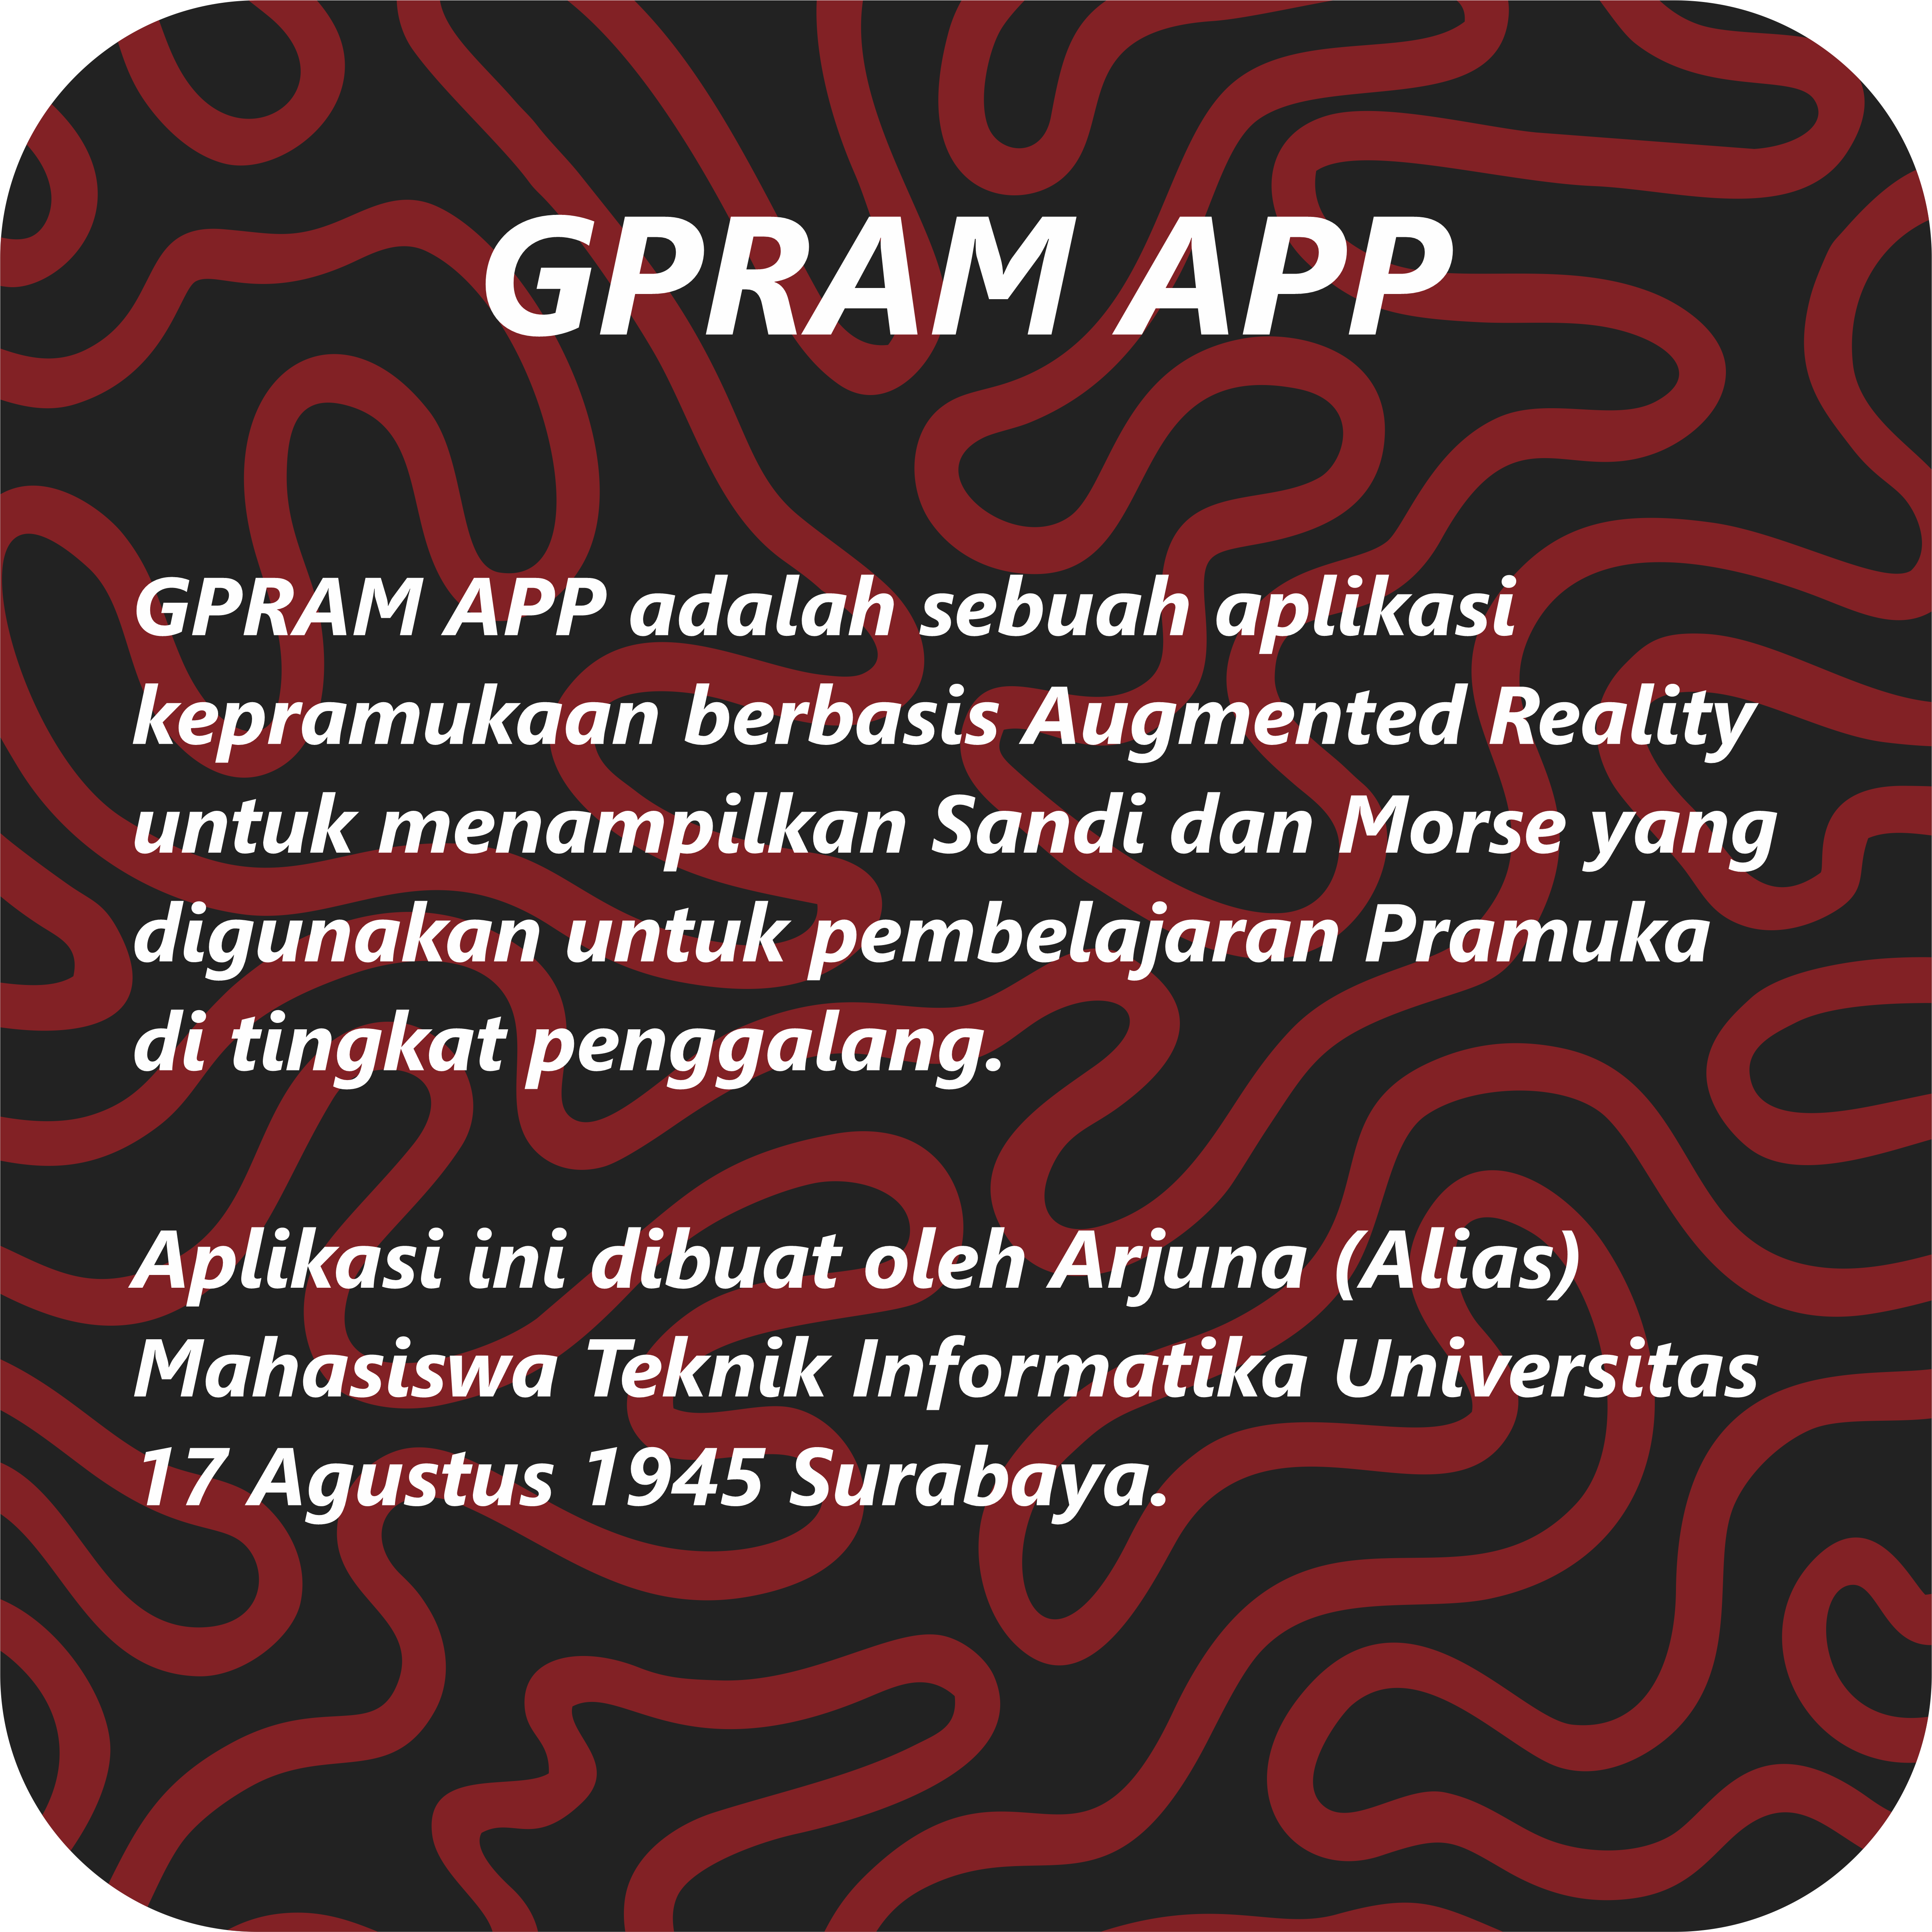 GPRAM APP
GPRAM APP adalah sebuah aplikasi
kepramukaan berbasis Augmented Reality
untuk menampilkan Sandi dan Morse yang
digunakan untuk pembelajaran Pramuka
di tingakat penggalang.
Aplikasi ini dibuat oleh Arjuna (Alias)
Mahasiswa Teknik Informatika Universitas
17 Agustus 1945 Surabaya.